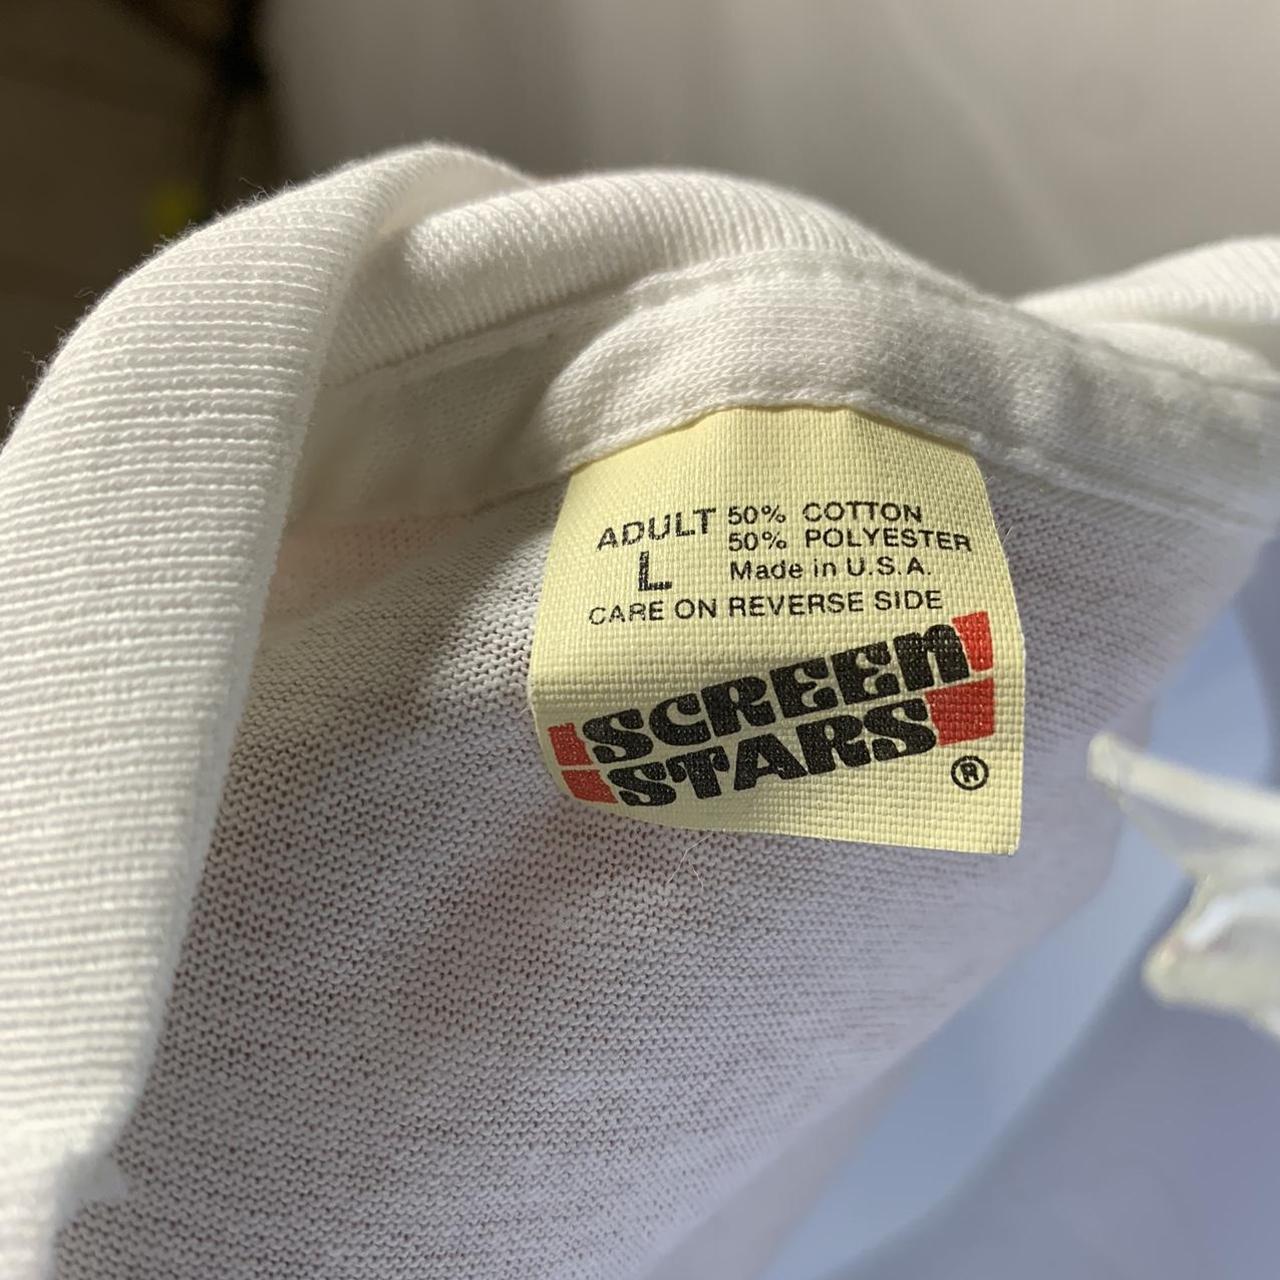 ADULT 50% COTTON
L 50% POLYESTER
Made in U.S.A.
CARE ON REVERSE SIDE
SCREEN
STARS
®